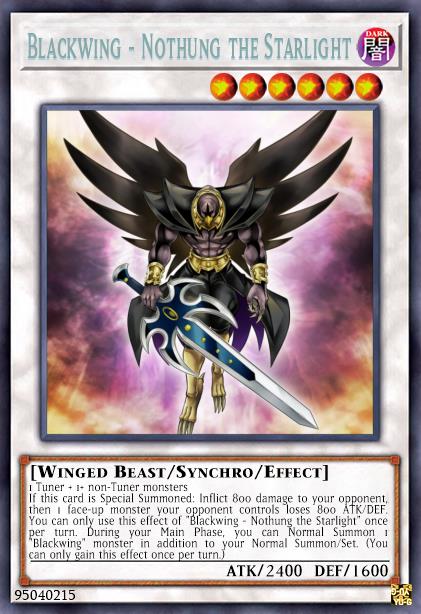 BLACKWING - NOTHUNG THE STARLIGHT
DARK
闇
[WINGED BEAST/SYNCHRO/EFFECT]
1 Tuner + 1+ non-Tuner monsters
If this card is Special Summoned: Inflict 800 damage to your opponent,
then 1 face-up monster your opponent controls loses 800 ATK/DEF.
You can only use this effect of "Blackwing - Nothung the Starlight" once
per turn. During your Main Phase, you can Normal Summon 1
"Blackwing" monster in addition to your Normal Summon/Set. (You
can only gain this effect once per turn.)
ATK/2400 DEF/1600
95040215